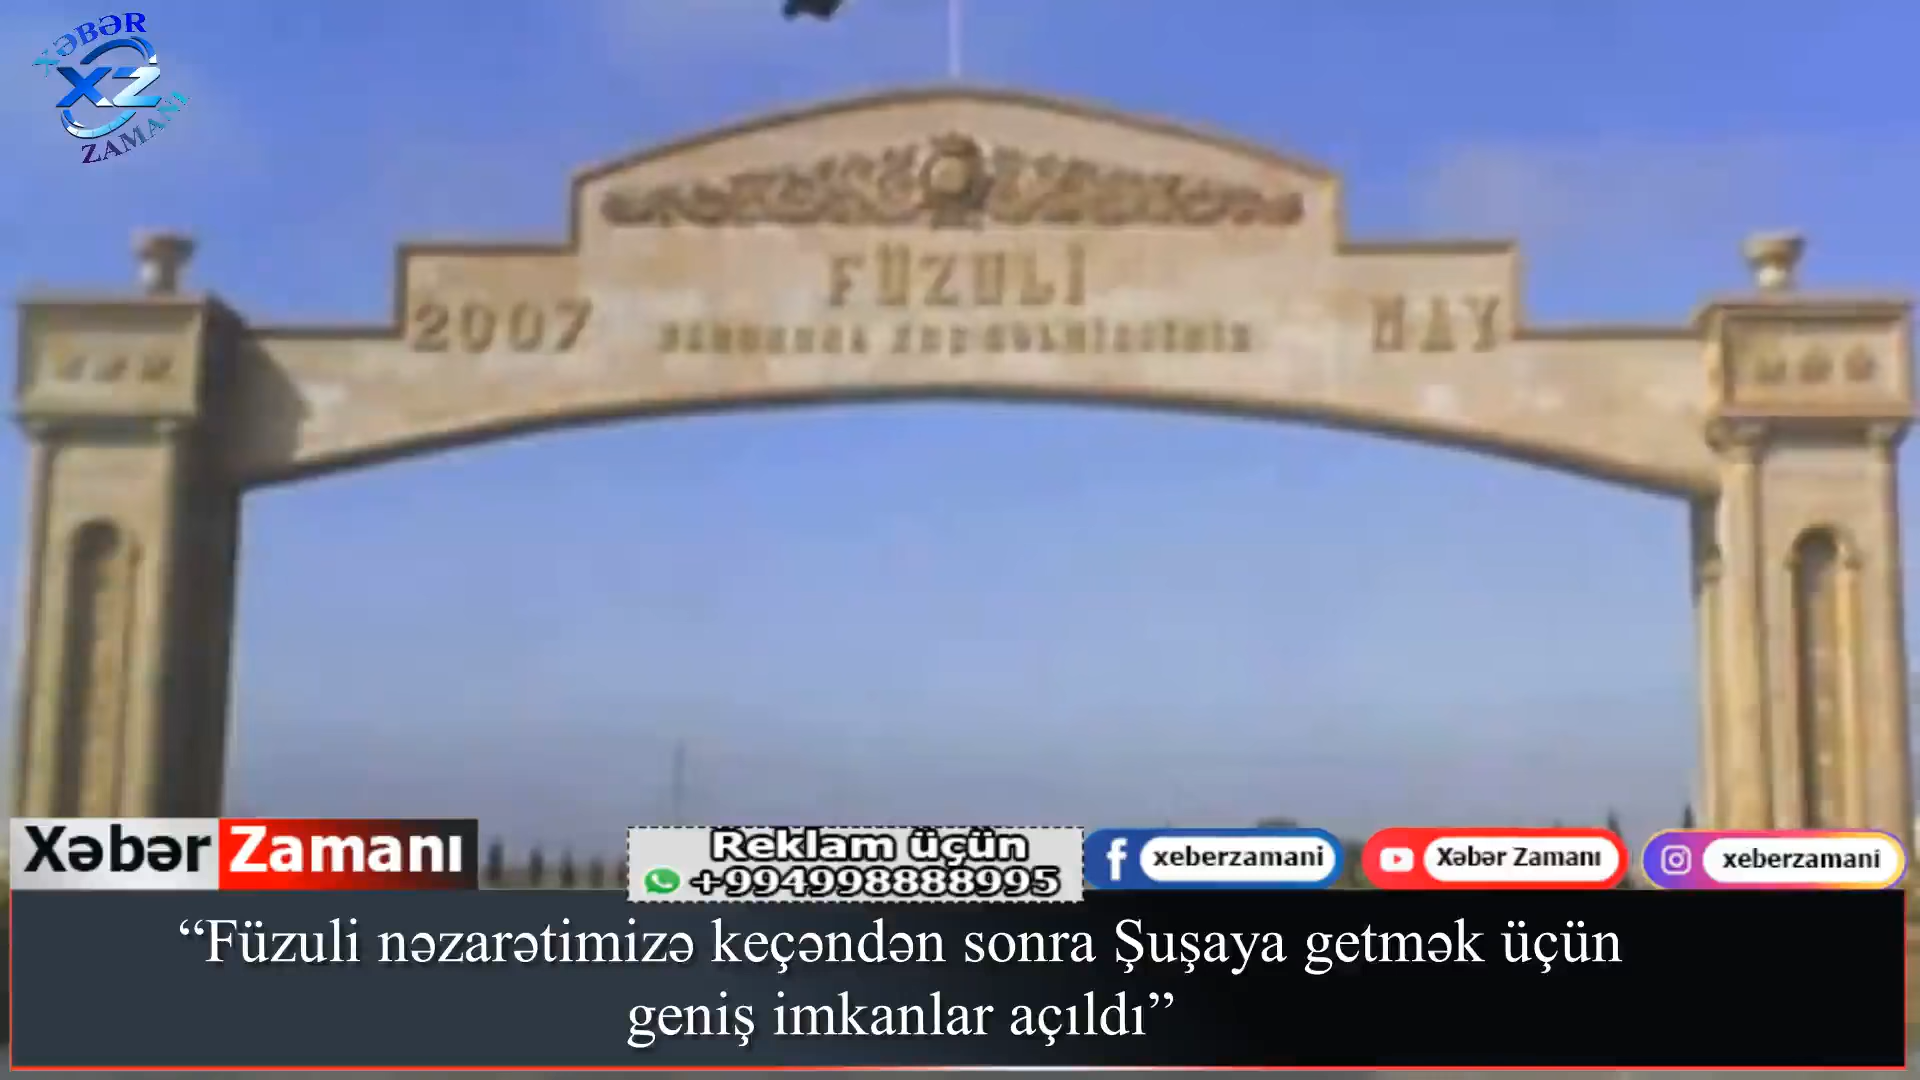 XƏBƏR
XZ
ZAMANI
FÜZULİ
2007
MAY
Xəbər Zamanı
Reklam üçün
+994998888995
xeberzamani
Xəbər Zamanı
xeberzamani
“Füzuli nəzarətimizə keçəndən sonra Şuşaya getmək üçün
geniş imkanlar açıldı”